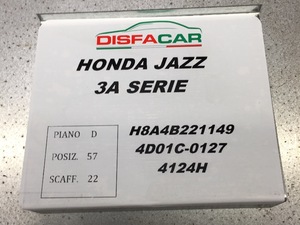 DISFACAR
HONDA JAZZ
3A SERIE
PIANO D
POSIZ. 57
SCAFF. 22
H8A4B221149
4D01C-0127
4124H